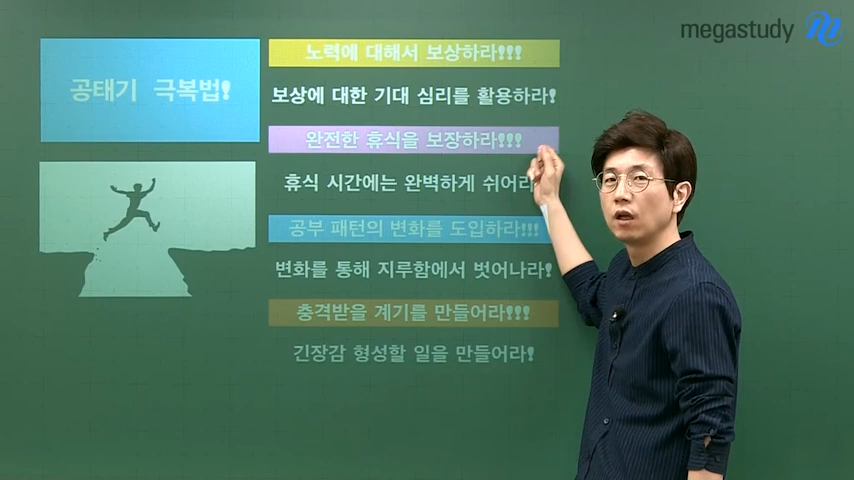 megastudy
공태기 극복법!
노력에 대해서 보상하라!!!
보상에 대한 기대 심리를 활용하라!
완전한 휴식을 보장하라!!!
휴식 시간에는 완벽하게 쉬어라
공부 패턴의 변화를 도입하라!!!
변화를 통해 지루함에서 벗어나라!
충격받을 계기를 만들어라!!!
긴장감 형성할 일을 만들어라!